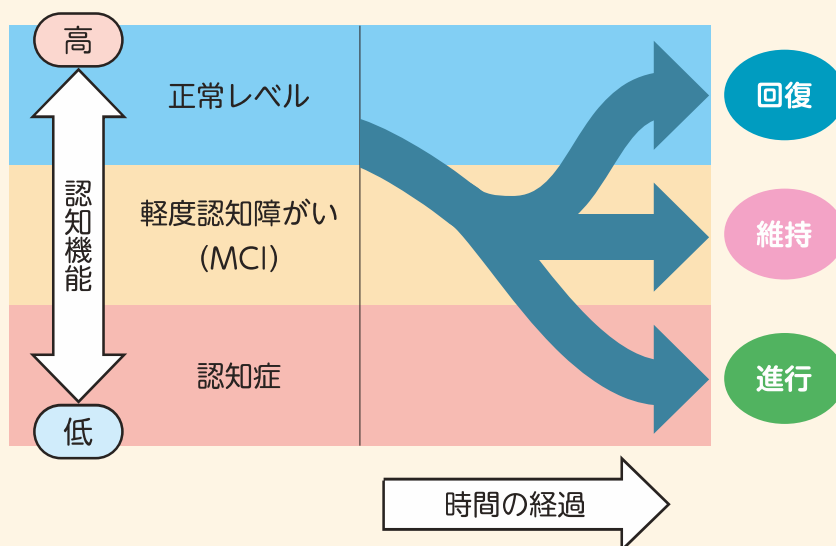 高
認知機能
低
正常レベル
軽度認知障がい
(MCI)
認知症
回復
維持
進行
時間の経過